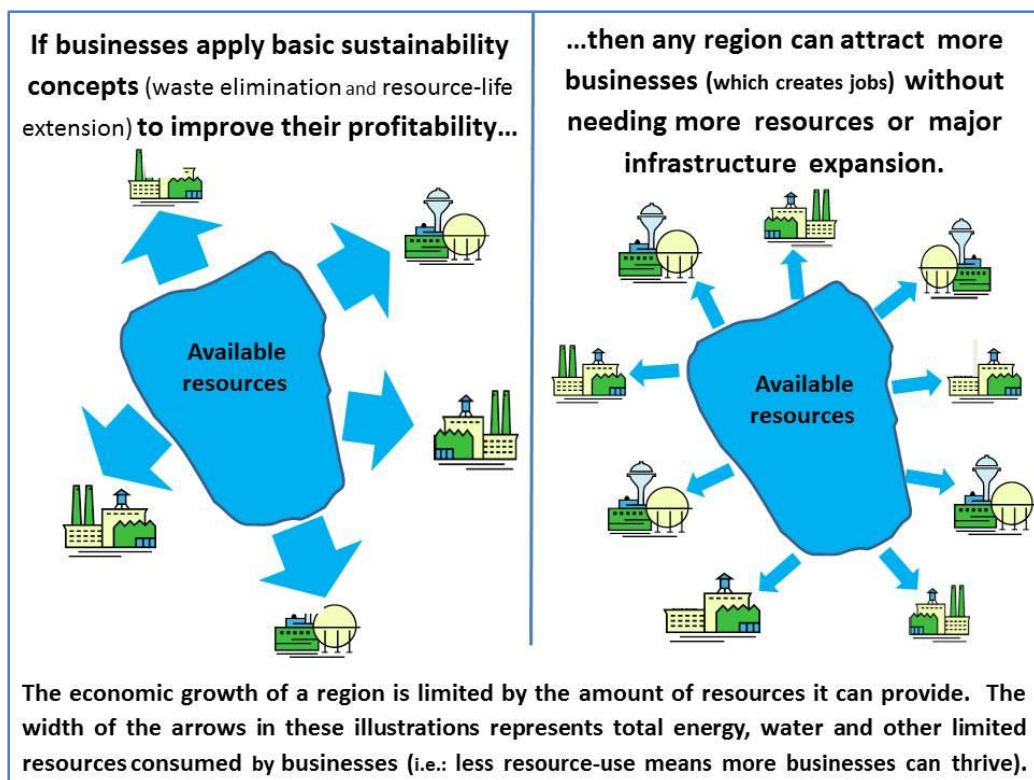 If businesses apply basic sustainability
concepts (waste elimination and resource-life
extension) to improve their profitability...
...then any region can attract more
businesses (which creates jobs) without
needing more resources or major
infrastructure expansion.
Available
resources
Available
resources
The economic growth of a region is limited by the amount of resources it can provide. The
width of the arrows in these illustrations represents total energy, water and other limited
resources consumed by businesses (i.e.: less resource-use means more businesses can thrive).